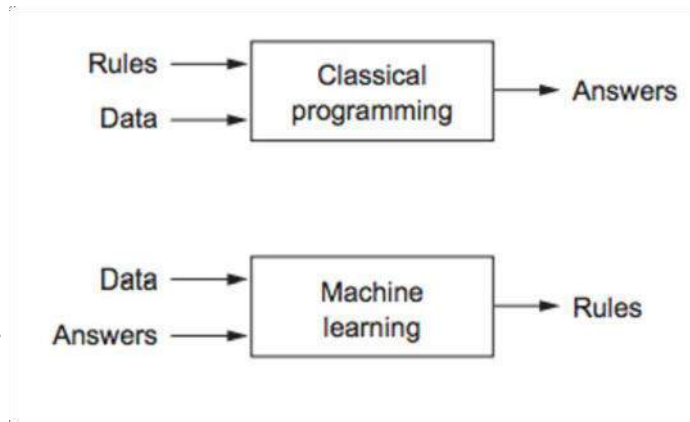 Rules
Data
Classical
programming
Answers
Data
Answers
Machine
learning
Rules